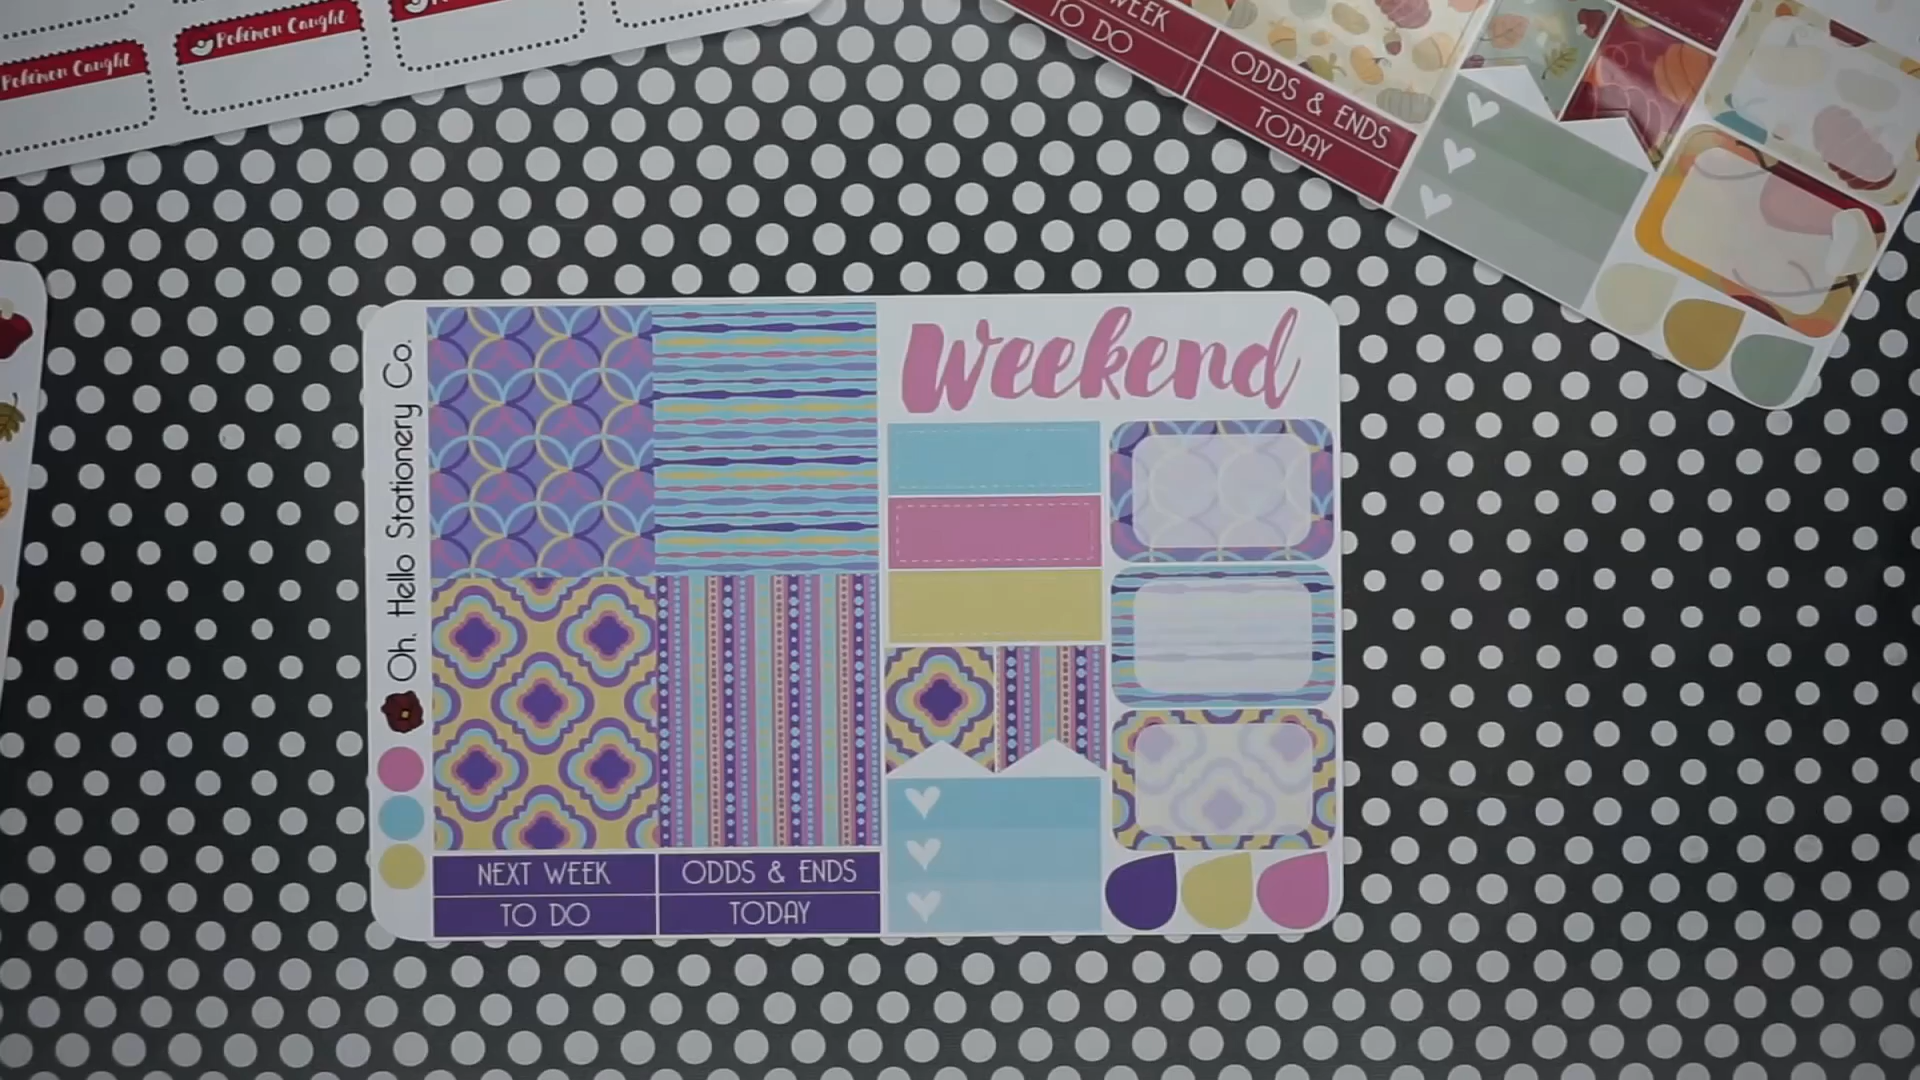 Pokémon Caught
Pokémon Caught
WEEK
TO DO
ODDS & ENDS
TODAY
Weekend
Oh, Hello Stationery Co.
NEXT WEEK
ODDS & ENDS
TO DO
TODAY